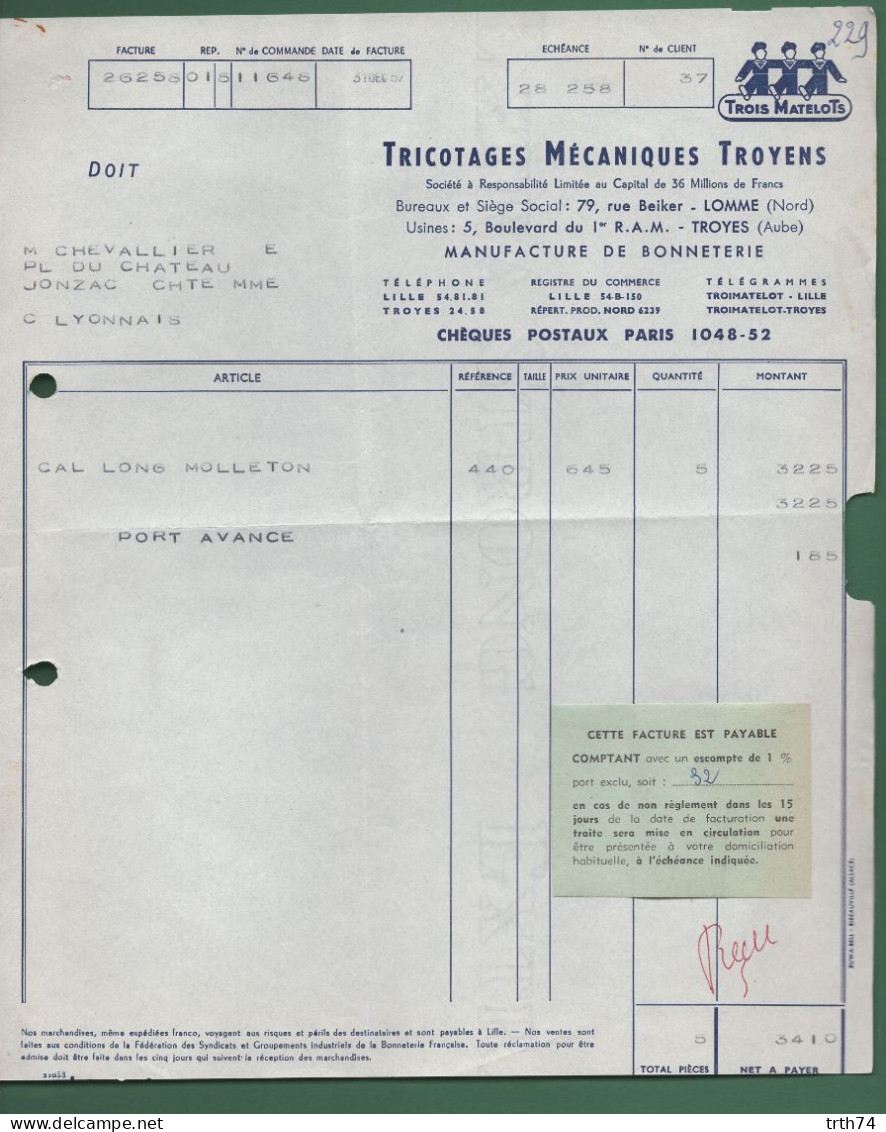 229
FACTURE REP. N° de COMMANDE DATE de FACTURE
26258 015 11646 31 DEC 57
ECHÉANCE N° de CLIENT
28 258 37
TROIS MATELOTS
DOIT
TRICOTAGES MÉCANIQUES TROYENS
Société à Responsabilité Limitée au Capital de 36 Millions de Francs
Bureaux et Siège Social : 79, rue Beiker - LOMME (Nord)
Usines : 5, Boulevard du 1er R.A.M. - TROYES (Aube)
MANUFACTURE DE BONNETERIE
M CHEVALLIER E
PL DU CHATEAU
JONZAC CHTE MME
C LYONNAIS
TÉLÉPHONE REGISTRE DU COMMERCE TÉLÉGRAMMES
LILLE 54.81.81 LILLE 54-B-150 TROIMATELOT - LILLE
TROYES 24.58 RÉPERT. PROD. NORD 6239 TROIMATELOT-TROYES
CHÈQUES POSTAUX PARIS 1048-52
ARTICLE RÉFÉRENCE TAILLE PRIX UNITAIRE QUANTITÉ MONTANT
CAL LONG MOLLETON 440 645 5 3225
3225
PORT AVANCE
185
CETTE FACTURE EST PAYABLE
COMPTANT avec un escompte de 1 %
port exclu, soit : 32
en cas de non règlement dans les 15
jours de la date de facturation une
traite sera mise en circulation pour
être présentée à votre domiciliation
habituelle, à l'échéance indiquée.
Nos marchandises, même expédiées franco, voyagent aux risques et périls des destinataires et sont payables à Lille. — Nos ventes sont
faites aux conditions de la Fédération des Syndicats et Groupements Industriels de la Bonneterie Française. Toute réclamation pour être
admise doit être faite dans les cinq jours qui suivent la réception des marchandises.
5 3410
TOTAL PIÈCES NET A PAYER
RUWA-BELL - RIBEAUVILLÉ (ALSACE)
trth74